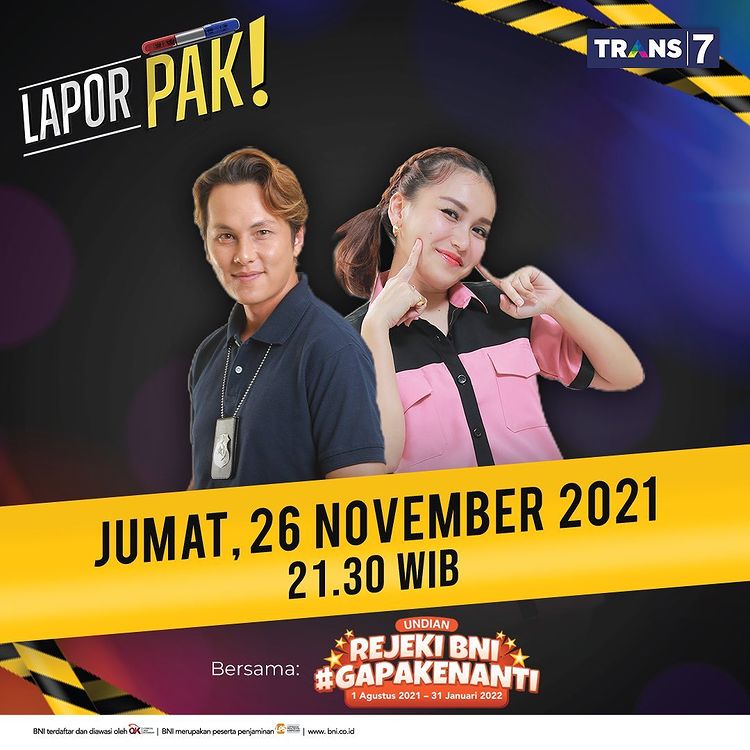 LAPOR PAK!
TRANS 7
JUMAT, 26 NOVEMBER 2021
21.30 WIB
Bersama:
UNDIAN
REJEKI BNI
#GAPAKENANTI
1 Agustus 2021 – 31 Januari 2022
BNI terdaftar dan diawasi oleh OJK | BNI merupakan peserta penjaminan | www. bni.co.id